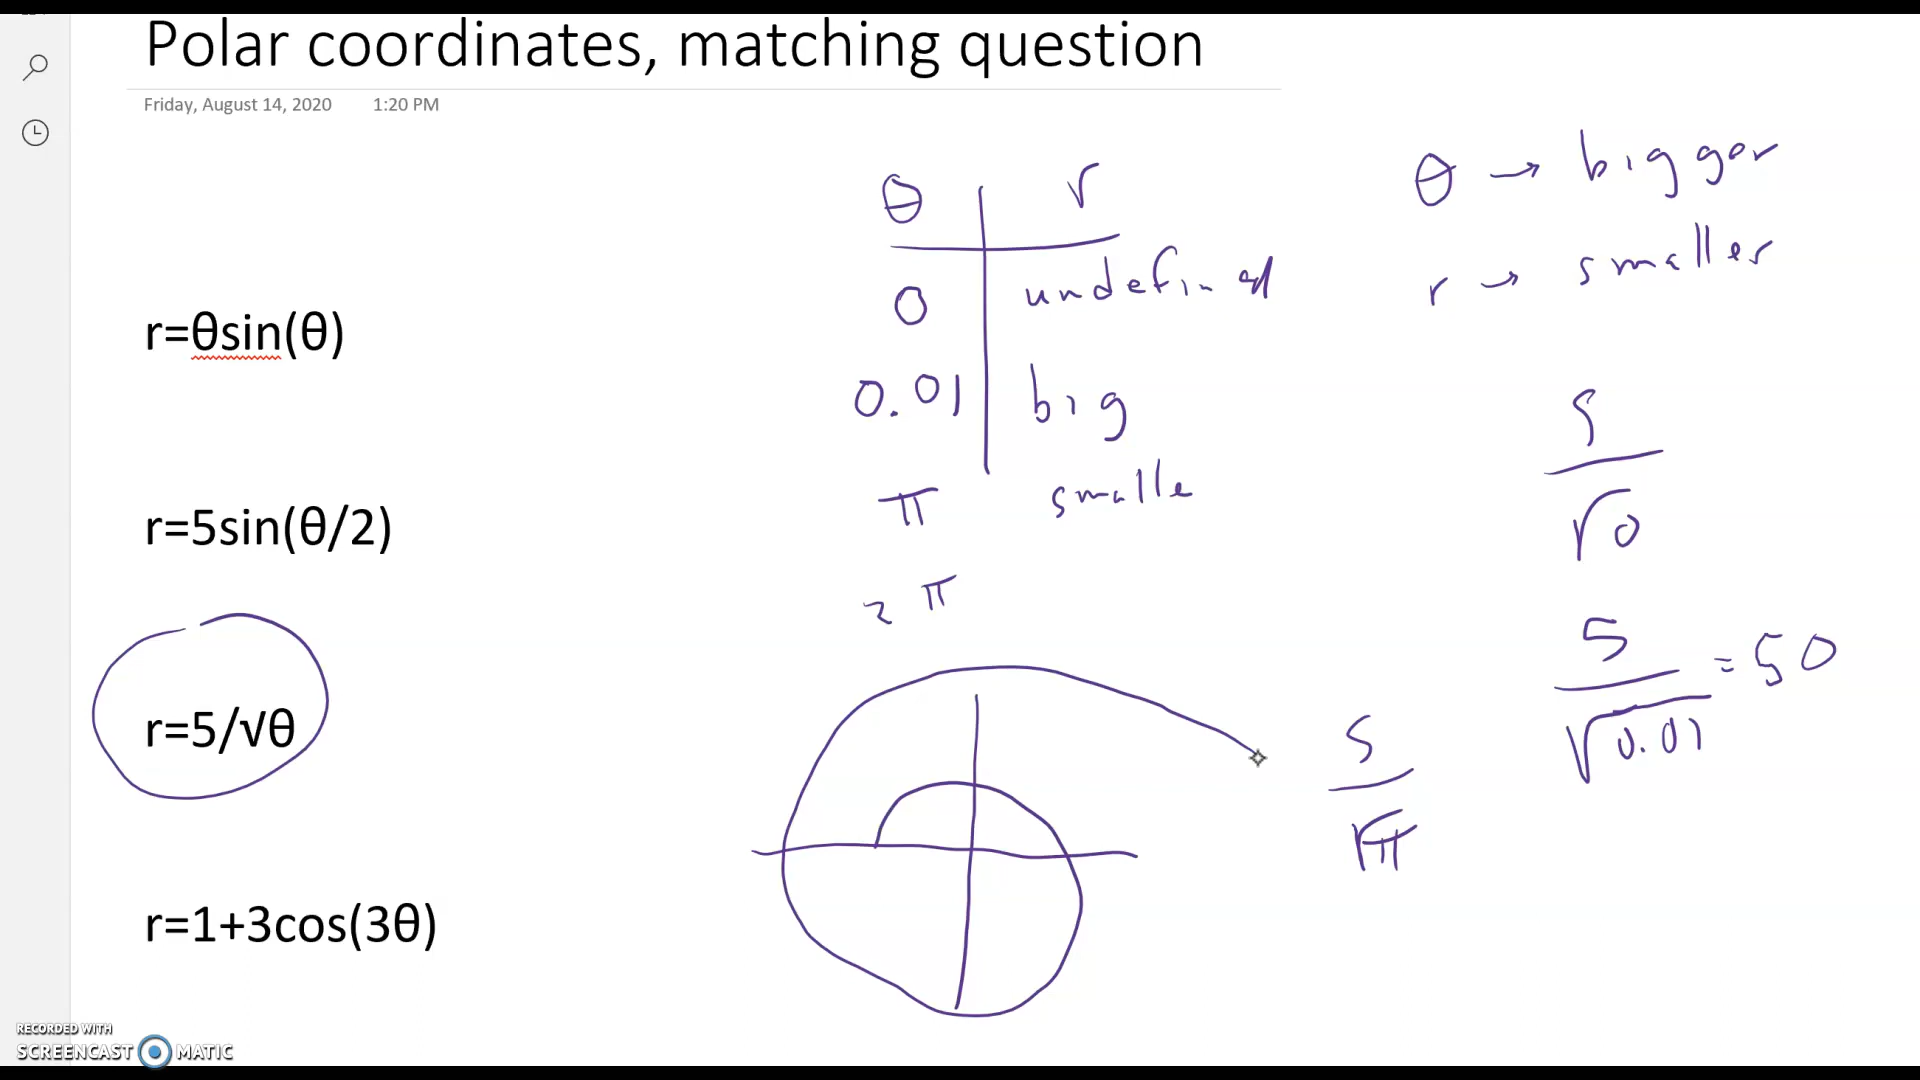 Polar coordinates, matching question
Friday, August 14, 2020 1:20 PM
r=θsin(θ)
r=5sin(θ/2)
r=5/√θ
r=1+3cos(3θ)
θ r
0 undefined
0.01 big
π smalle
2π
θ → bigger
r → smaller
5
√0
5
√0.01
= 50
5
√π
RECORDED WITH
SCREENCAST MATIC